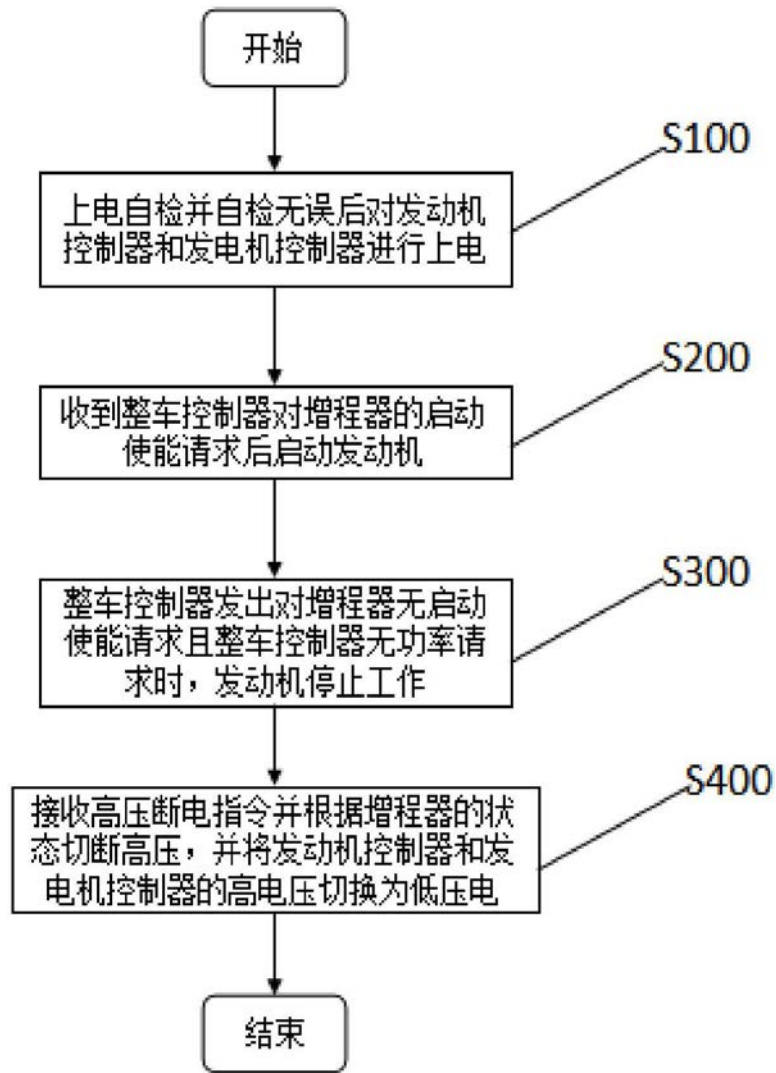 开始
S100
上电自检并自检无误后对发动机
控制器和发电机控制器进行上电
S200
收到整车控制器对增程器的启动
使能请求后启动发动机
S300
整车控制器发出对增程器无启动
使能请求且整车控制器无功率请
求时，发动机停止工作
S400
接收高压断电指令并根据增程器的状
态切断高压，并将发动机控制器和发
电机控制器的高电压切换为低压电
结束